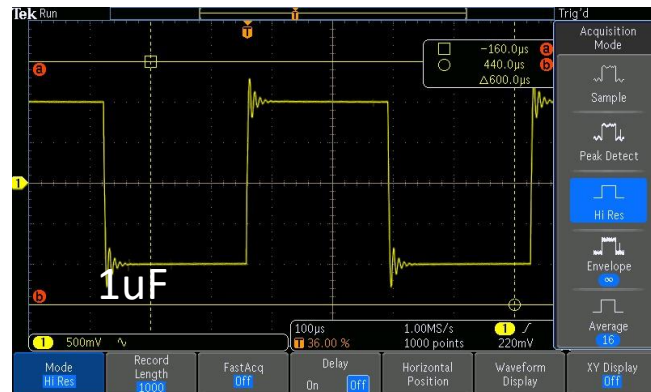 Tek Run Trig'd
T
T
Acquisition
Mode
Sample
Peak Detect
Hi Res
Envelope
∞
Average
16
−160.0µs a
440.0µs b
△600.0µs
a
1
b
1uF
1 500mV ∿
100µs 1.00MS/s 1 ∫
T 36.00 % 1000 points 220mV
Mode
Hi Res
Record
Length
1000
FastAcq
Off
Delay
On Off
Horizontal
Position
Waveform
Display
XY Display
Off